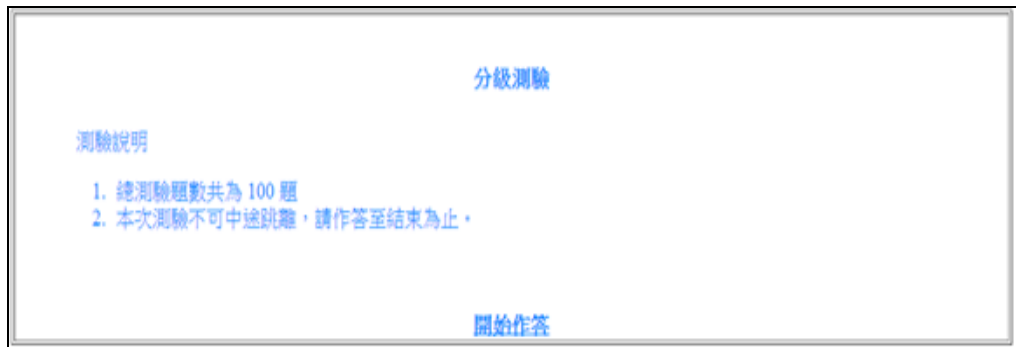 分級測驗
測驗說明
1. 總測驗題數共為 100 題
2. 本次測驗不可中途跳離，請作答至結束為止。
開始作答